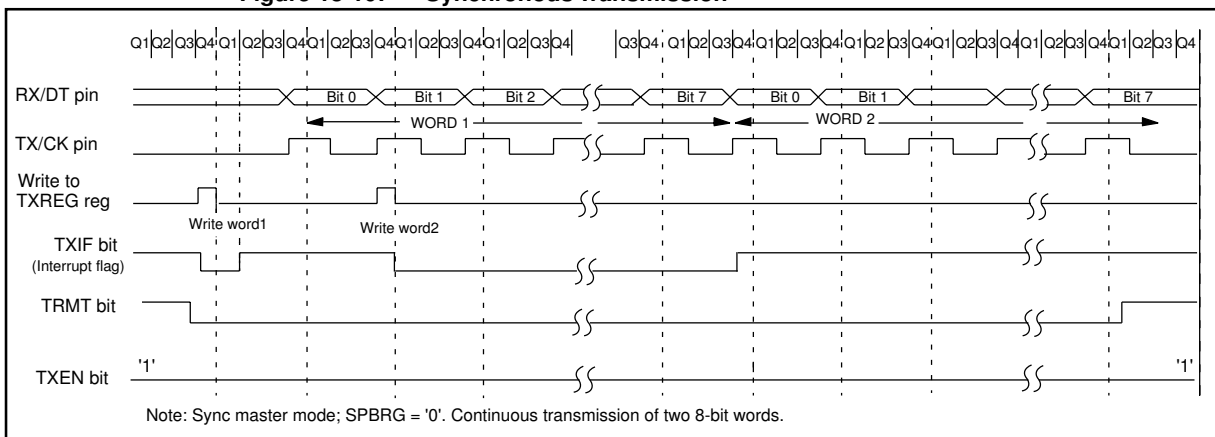 Q1 Q2 Q3 Q4 Q1 Q2 Q3 Q4 Q1 Q2 Q3 Q4 Q1 Q2 Q3 Q4 Q1 Q2 Q3 Q4 Q3 Q4 Q1 Q2 Q3 Q4 Q1 Q2 Q3 Q4 Q1 Q2 Q3 Q4 Q1 Q2 Q3 Q4 Q1 Q2 Q3 Q4 Q1 Q2 Q3 Q4
RX/DT pin Bit 0 Bit 1 Bit 2 Bit 7 Bit 0 Bit 1 Bit 7
WORD 1 WORD 2
TX/CK pin
Write to
TXREG reg
Write word1 Write word2
TXIF bit
(Interrupt flag)
TRMT bit
'1' '1'
TXEN bit
Note: Sync master mode; SPBRG = '0'. Continuous transmission of two 8-bit words.